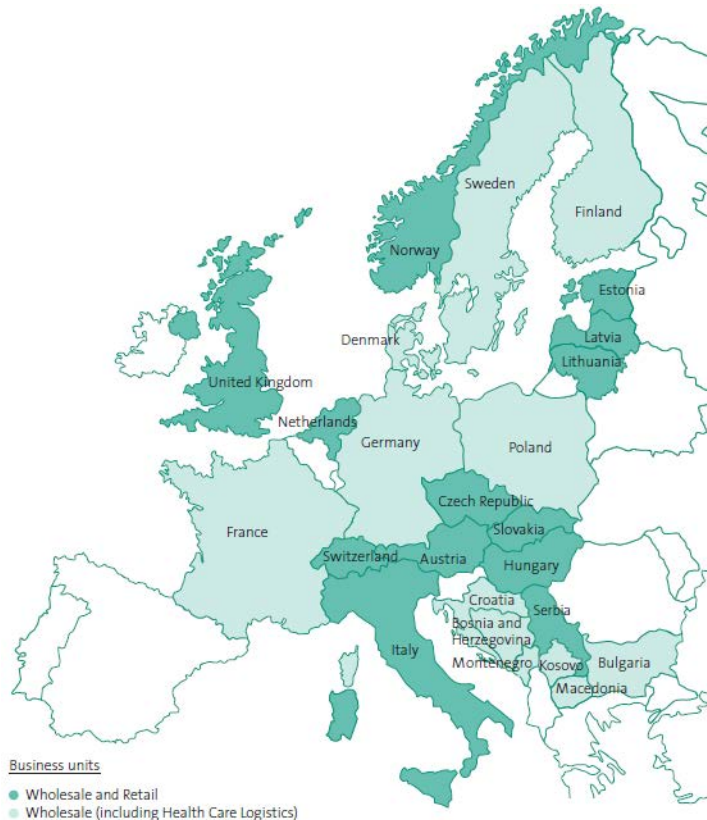 Sweden
Finland
Norway
Estonia
Denmark
Latvia
Lithuania
United Kingdom
Netherlands
Germany
Poland
Czech Republic
France
Slovakia
Switzerland
Austria
Hungary
Croatia
Serbia
Bosnia and
Herzegovina
Italy
Montenegro
Kosovo
Bulgaria
Macedonia
Business units
Wholesale and Retail
Wholesale (including Health Care Logistics)